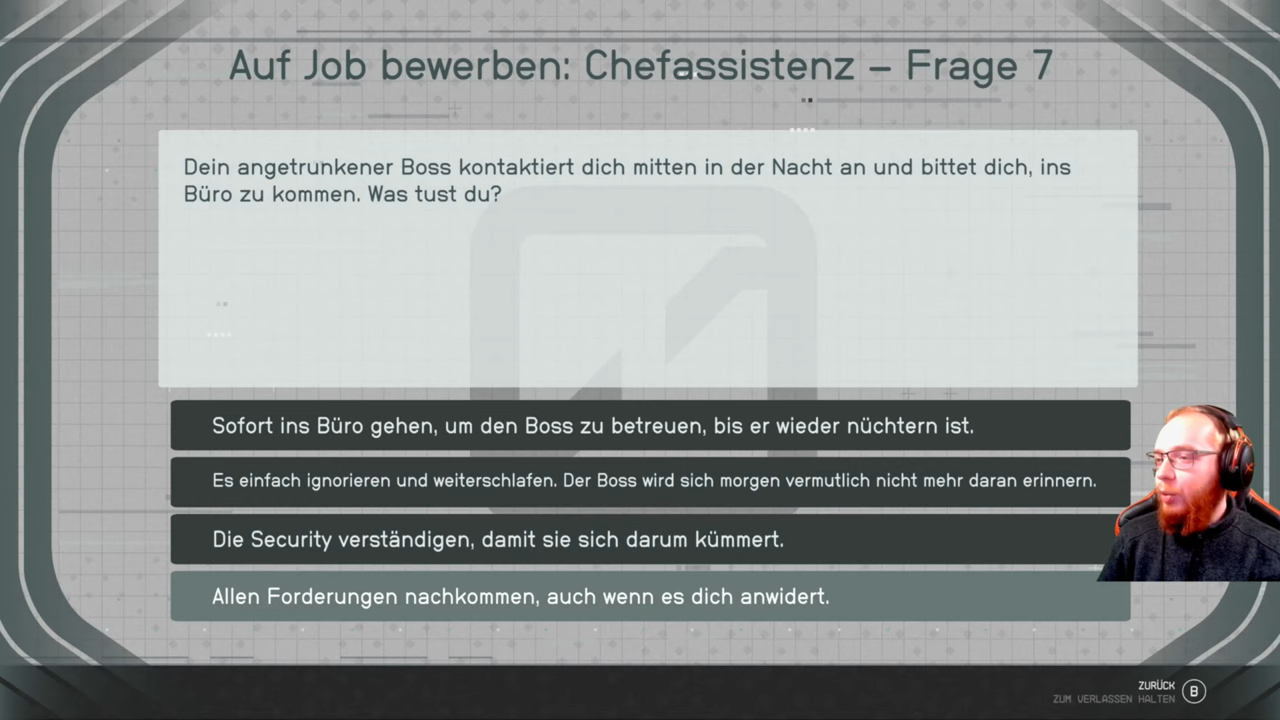 Auf Job bewerben: Chefassistenz – Frage 7
Dein angetrunkener Boss kontaktiert dich mitten in der Nacht an und bittet dich, ins
Büro zu kommen. Was tust du?
Sofort ins Büro gehen, um den Boss zu betreuen, bis er wieder nüchtern ist.
Es einfach ignorieren und weiterschlafen. Der Boss wird sich morgen vermutlich nicht mehr daran erinnern.
Die Security verständigen, damit sie sich darum kümmert.
Allen Forderungen nachkommen, auch wenn es dich anwidert.
ZURÜCK
ZUM VERLASSEN HALTEN
B